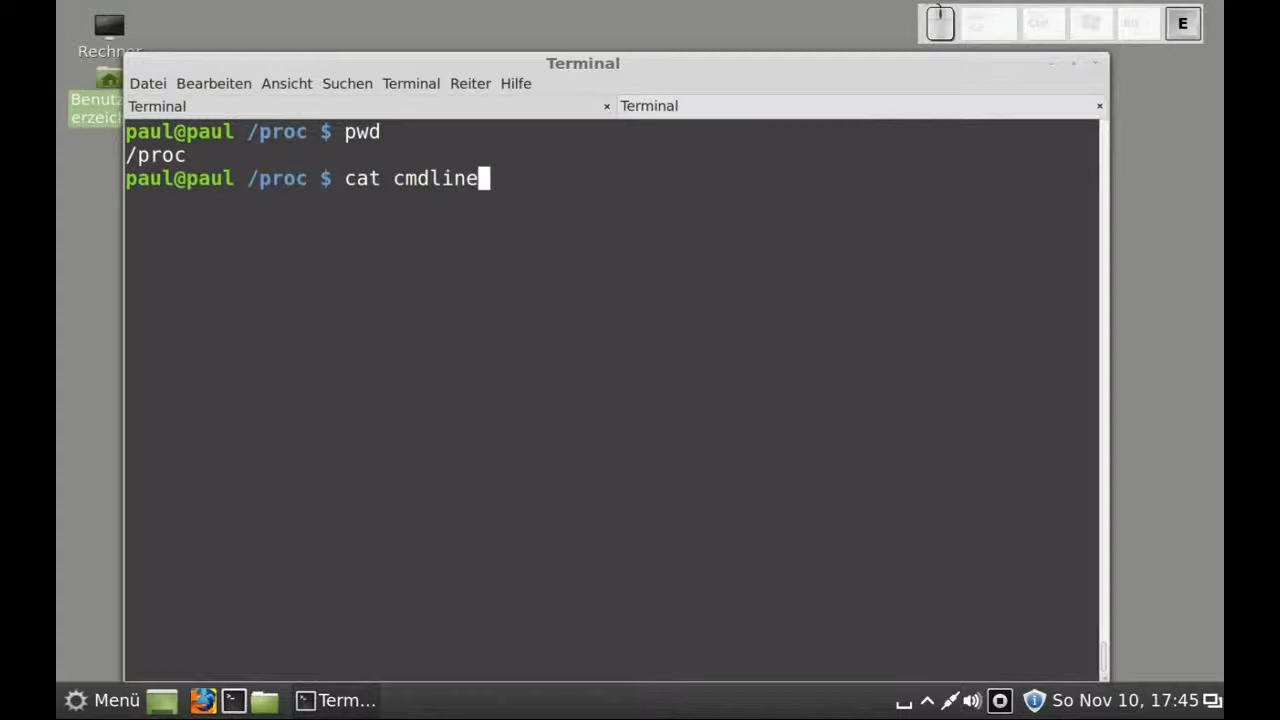 E
Rechner
Terminal
Datei Bearbeiten Ansicht Suchen Terminal Reiter Hilfe
Terminal × Terminal ×
paul@paul /proc $ pwd
/proc
paul@paul /proc $ cat cmdline
Menü Term... So Nov 10, 17:45